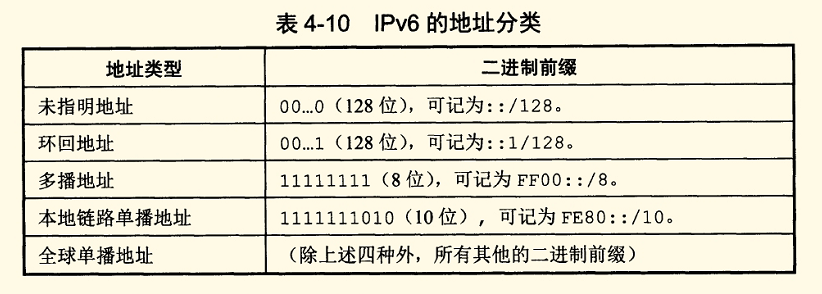 表 4-10 IPv6 的地址分类
地址类型 二进制前缀
未指明地址 00…0（128 位），可记为::/128。
环回地址 00…1（128 位），可记为::1/128。
多播地址 11111111（8 位），可记为 FF00::/8。
本地链路单播地址 1111111010（10 位），可记为 FE80::/10。
全球单播地址 （除上述四种外，所有其他的二进制前缀）